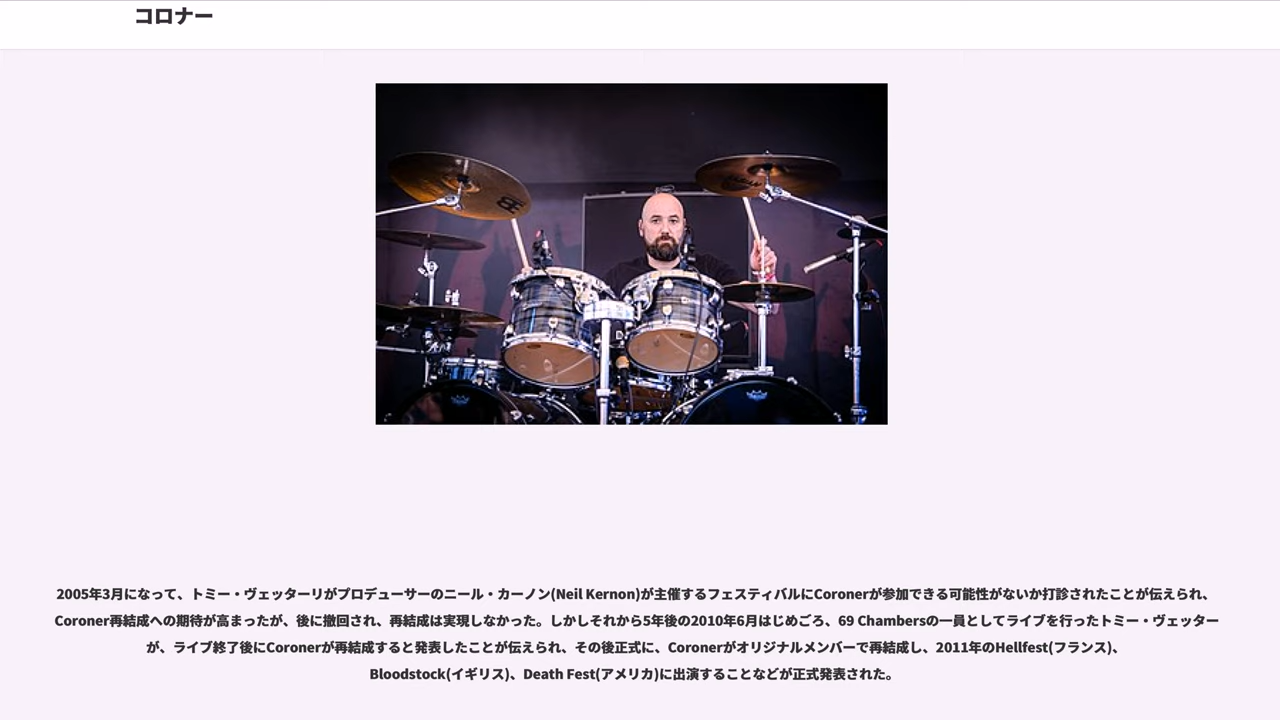 コロナー
2005年3月になって、トミー・ヴェッターリがプロデューサーのニール・カーノン(Neil Kernon)が主催するフェスティバルにCoronerが参加できる可能性がないか打診されたことが伝えられ、
Coroner再結成への期待が高まったが、後に撤回され、再結成は実現しなかった。しかしそれから5年後の2010年6月はじめごろ、69 Chambersの一員としてライブを行ったトミー・ヴェッター
が、ライブ終了後にCoronerが再結成すると発表したことが伝えられ、その後正式に、Coronerがオリジナルメンバーで再結成し、2011年のHellfest(フランス)、
Bloodstock(イギリス)、Death Fest(アメリカ)に出演することなどが正式発表された。